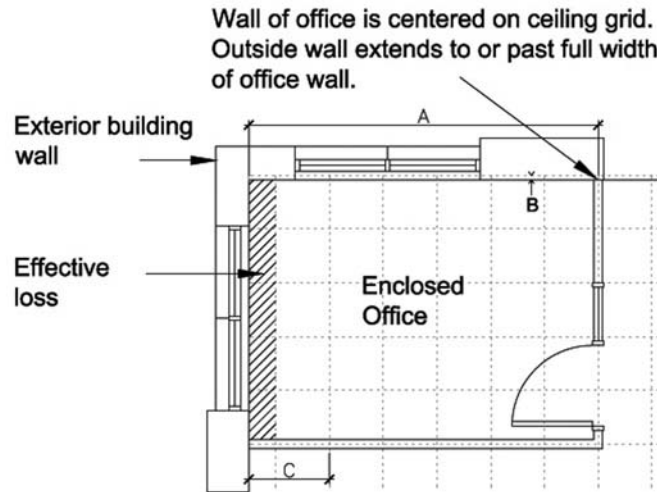 Wall of office is centered on ceiling grid.
Outside wall extends to or past full width
of office wall.
A
Exterior building
wall
B
Effective
loss
Enclosed
Office
C